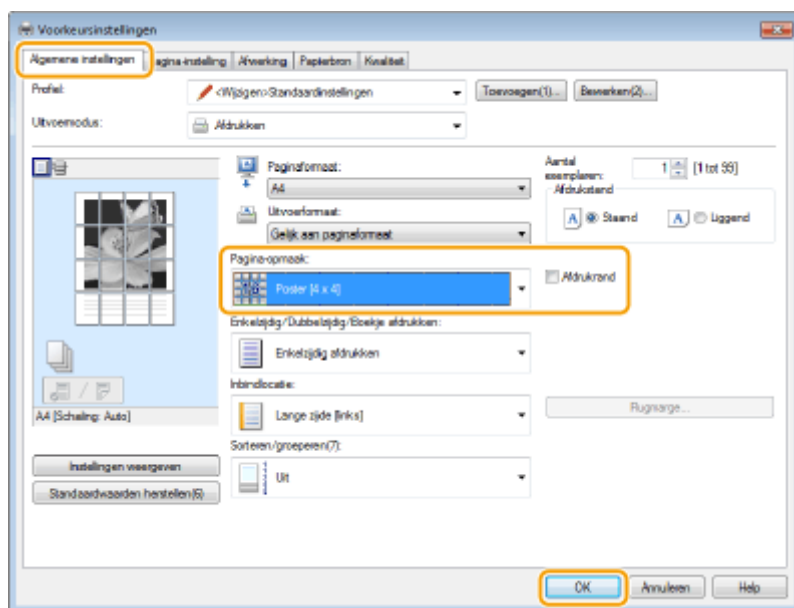 Voorkeursinstellingen
Algemene instellingen Pagina-instelling Afwerking Papierbron Kwaliteit
Profiel: <Wijzigen>Standaardinstellingen Toevoegen(1)... Bewerken(2)...
Uitvoermodus: Afdrukken
Paginaformaat:
A4
Uitvoerformaat:
Gelijk aan paginaformaat
Aantal
exemplaren: 1 [1 tot 99]
Afdrukstand
A Staand A Liggend
Pagina-opmaak:
Poster [4 x 4] Afdrukrand
Enkelzijdig/Dubbelzijdig/Boekje afdrukken:
Enkelzijdig afdrukken
Inbindlocatie:
A4 [Schaling: Auto] Lange zijde [links] Rugmarge...
Sorteren/groeperen(7):
Instellingen weergeven Uit
Standaardwaarden herstellen(6)
OK Annuleren Help